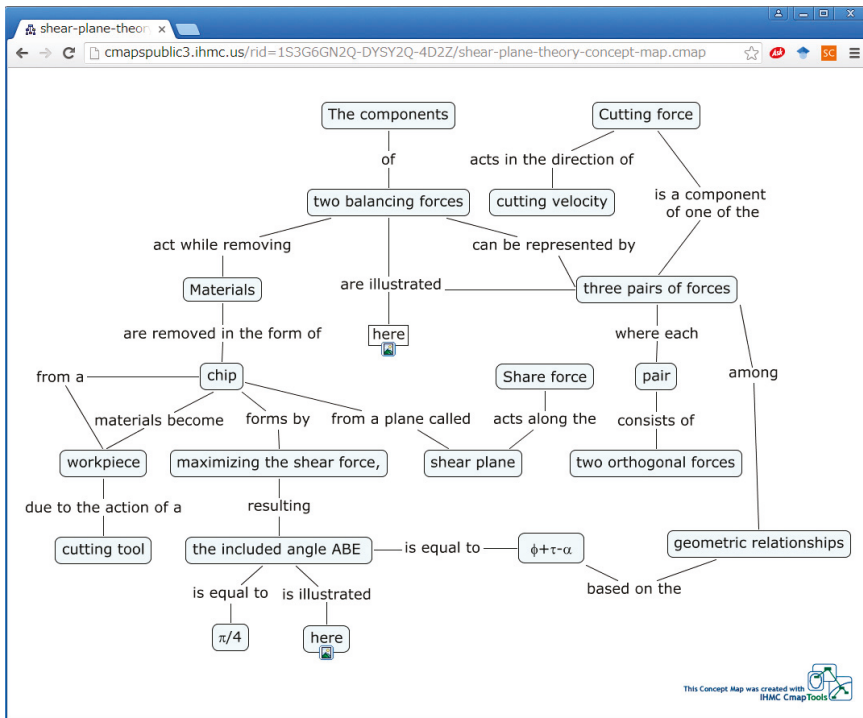 shear-plane-theor
cmapspublic3.ihmc.us/rid=1S3G6GN2Q-DYSY2Q-4D2Z/shear-plane-theory-concept-map.cmap
Ask
SC
The components
Cutting force
of
acts in the direction of
two balancing forces
cutting velocity
is a component
of one of the
act while removing
can be represented by
Materials
are illustrated
three pairs of forces
are removed in the form of
here
where each
from a
chip
Share force
pair
among
materials become
forms by
from a plane called
acts along the
consists of
workpiece
maximizing the shear force,
shear plane
two orthogonal forces
due to the action of a
resulting
cutting tool
the included angle ABE
is equal to
ϕ+τ-α
geometric relationships
is equal to
is illustrated
based on the
π/4
here
This Concept Map was created with
IHMC CmapTools